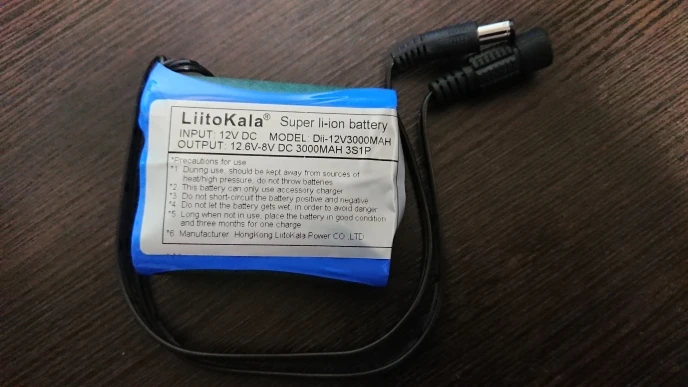 LiitoKala® Super li-ion battery
INPUT: 12V DC MODEL: Dii-12V3000MAH
OUTPUT: 12.6V-8V DC 3000MAH 3S1P
*Precautions for use
*1 During use, should be kept away from sources of
heat/high pressure, do not throw batteries
*2 This battery can only use accessory charger
*3 Do not short-circuit the battery positive and negative
*4 Do not let the battery gets wet, in order to avoid danger
*5 Long when not in use, place the battery in good condition
and three months for one charge
*6 Manufacturer :HongKong LiitoKala Power CO .,LTD